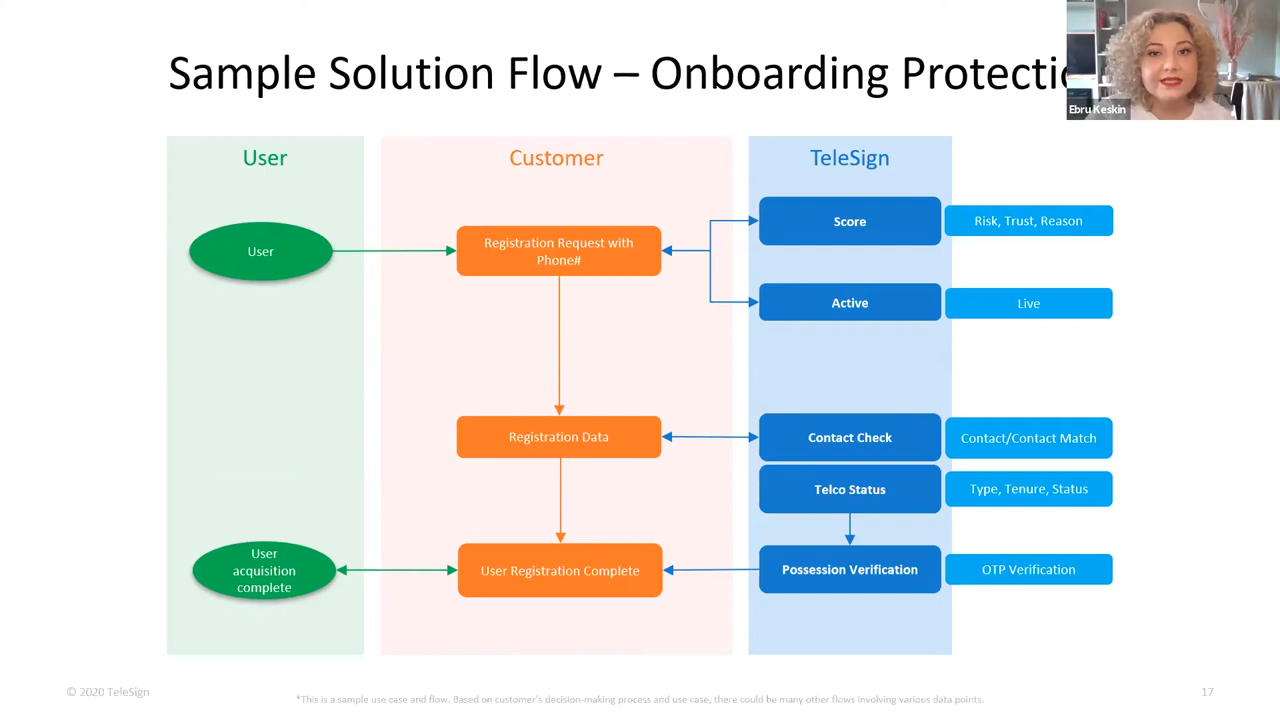 Sample Solution Flow – Onboarding
Ebru Keskin
User
Customer
TeleSign
User
Registration Request with
Phone#
Score
Risk, Trust, Reason
Active
Live
Registration Data
Contact Check
Contact/Contact Match
Telco Status
Type, Tenure, Status
User
acquisition
complete
User Registration Complete
Possession Verification
OTP Verification
© 2020 TeleSign
*This is a sample use case and flow. Based on customer's decision-making process and use case, there could be many other flows involving various data points.
17